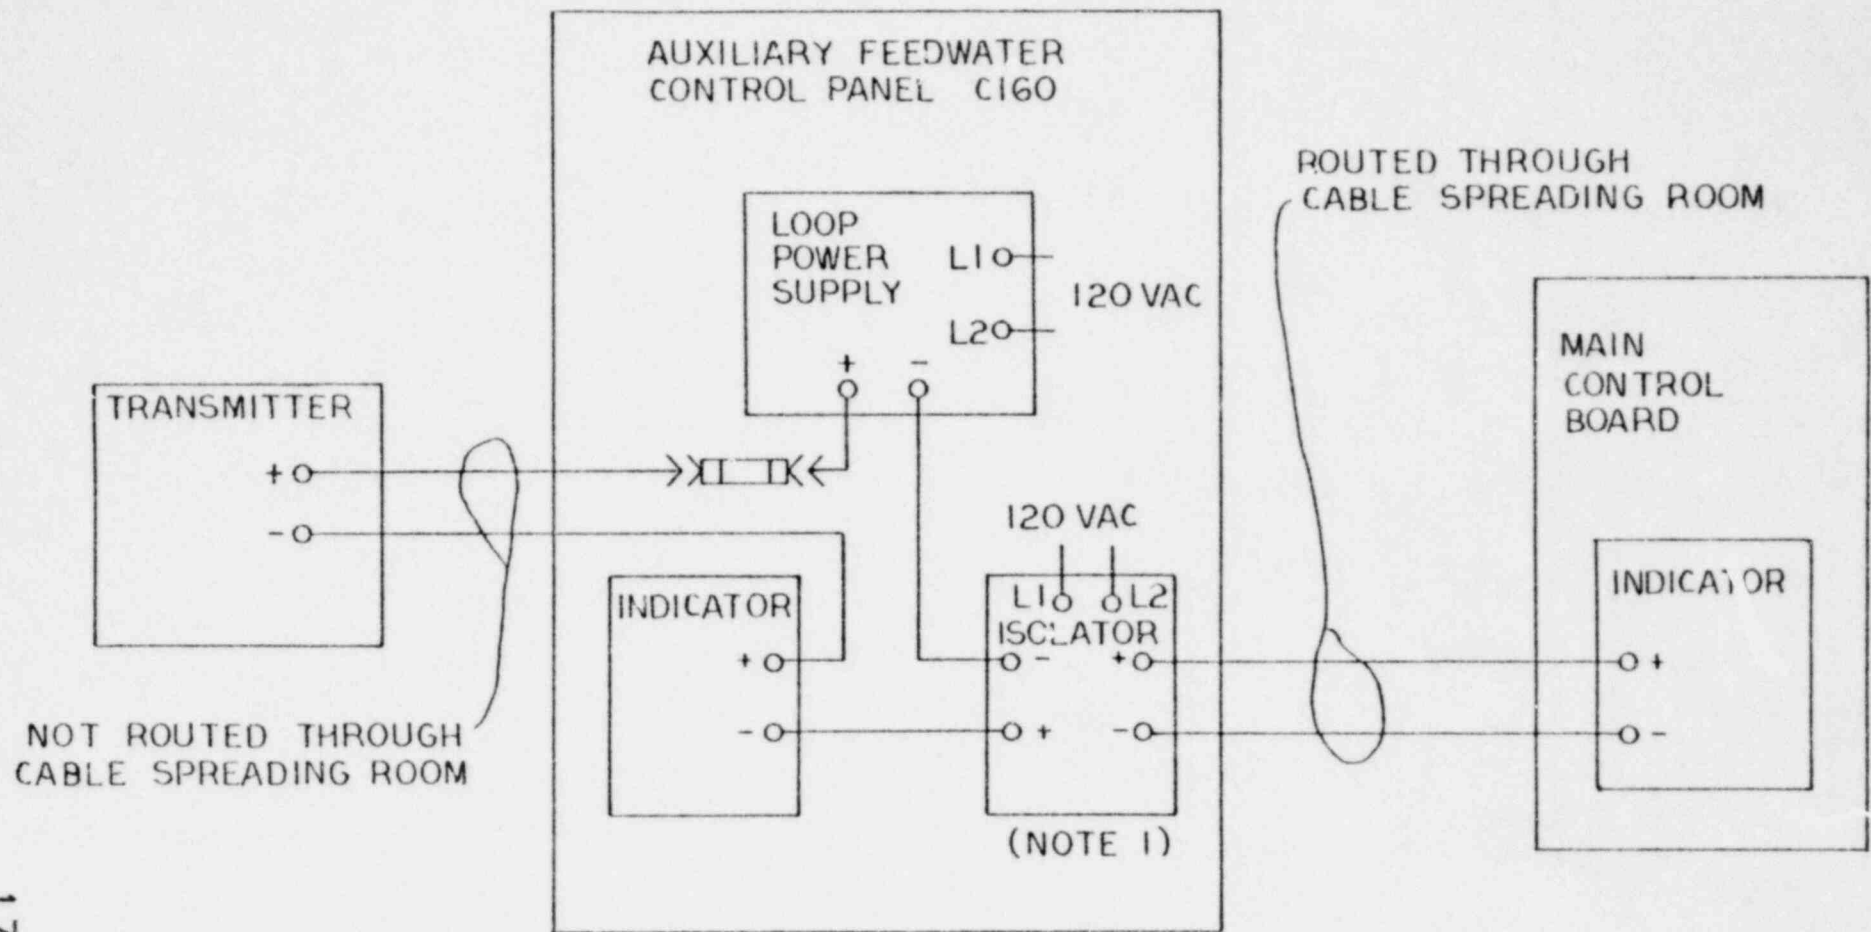 AUXILIARY FEEDWATER
CONTROL PANEL C160
ROUTED THROUGH
CABLE SPREADING ROOM
LOOP
POWER
SUPPLY
L1
L2
120 VAC
+ -
MAIN
CONTROL
BOARD
TRANSMITTER
+
-
120 VAC
L1 L2
ISOLATOR
- +
+ -
(NOTE 1)
INDICATOR
+
-
INDICATOR
+
-
NOT ROUTED THROUGH
CABLE SPREADING ROOM